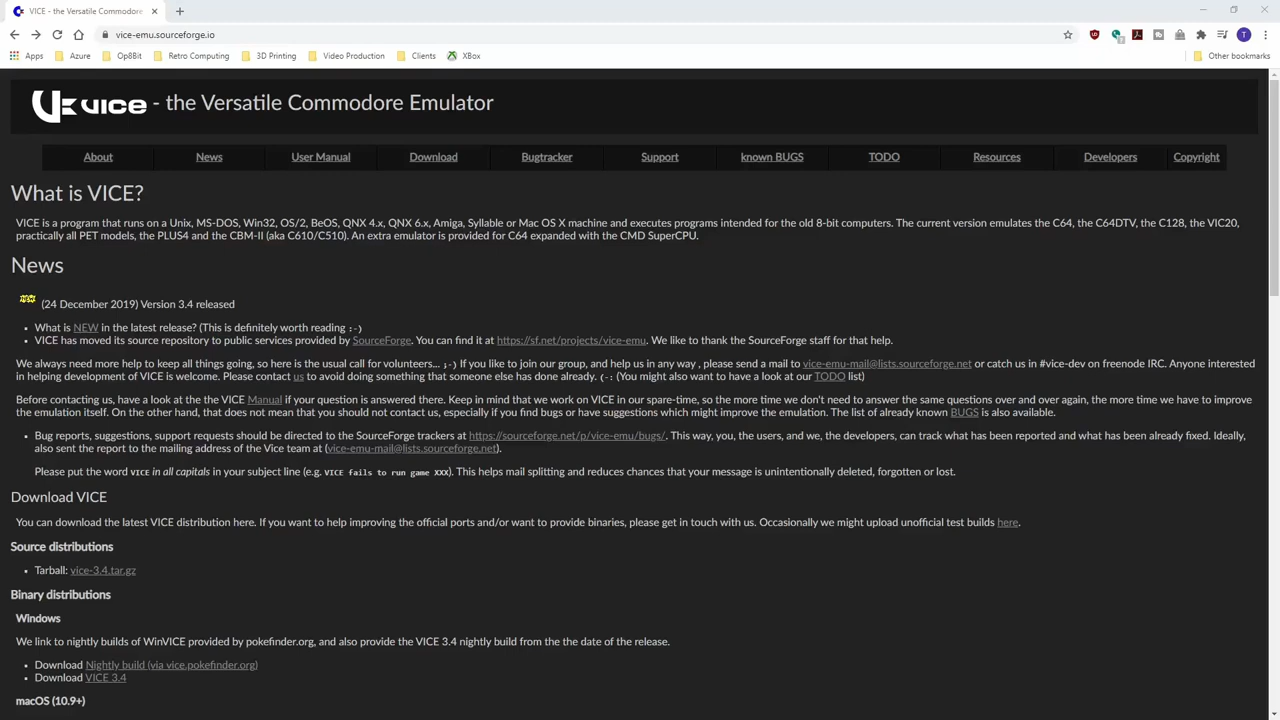 VICE - the Versatile Commodore
vice-emu.sourceforge.io
Apps Azure Op8Bit Retro Computing 3D Printing Video Production Clients XBox Other bookmarks
VICE - the Versatile Commodore Emulator
About News User Manual Download Bugtracker Support known BUGS TODO Resources Developers Copyright
What is VICE?
VICE is a program that runs on a Unix, MS-DOS, Win32, OS/2, BeOS, QNX 4.x, QNX 6.x, Amiga, Syllable or Mac OS X machine and executes programs intended for the old 8-bit computers. The current version emulates the C64, the C64DTV, the C128, the VIC20,
practically all PET models, the PLUS4 and the CBM-II (aka C610/C510). An extra emulator is provided for C64 expanded with the CMD SuperCPU.
News
(24 December 2019) Version 3.4 released
• What is NEW in the latest release? (This is definitely worth reading :-)
• VICE has moved its source repository to public services provided by SourceForge. You can find it at https://sf.net/projects/vice-emu. We like to thank the SourceForge staff for that help.
We always need more help to keep all things going, so here is the usual call for volunteers... ;-) If you like to join our group, and help us in any way , please send a mail to vice-emu-mail@lists.sourceforge.net or catch us in #vice-dev on freenode IRC. Anyone interested
in helping development of VICE is welcome. Please contact us to avoid doing something that someone else has done already. (-: (You might also want to have a look at our TODO list)
Before contacting us, have a look at the the VICE Manual if your question is answered there. Keep in mind that we work on VICE in our spare-time, so the more time we don't need to answer the same questions over and over again, the more time we have to improve
the emulation itself. On the other hand, that does not mean that you should not contact us, especially if you find bugs or have suggestions which might improve the emulation. The list of already known BUGS is also available.
• Bug reports, suggestions, support requests should be directed to the SourceForge trackers at https://sourceforge.net/p/vice-emu/bugs/. This way, you, the users, and we, the developers, can track what has been reported and what has been already fixed. Ideally,
also sent the report to the mailing address of the Vice team at (vice-emu-mail@lists.sourceforge.net).
Please put the word VICE in all capitals in your subject line (e.g. VICE fails to run game XXX). This helps mail splitting and reduces chances that your message is unintentionally deleted, forgotten or lost.
Download VICE
You can download the latest VICE distribution here. If you want to help improving the official ports and/or want to provide binaries, please get in touch with us. Occasionally we might upload unofficial test builds here.
Source distributions
• Tarball: vice-3.4.tar.gz
Binary distributions
Windows
We link to nightly builds of WinVICE provided by pokefinder.org, and also provide the VICE 3.4 nightly build from the the date of the release.
• Download Nightly build (via vice.pokefinder.org)
• Download VICE 3.4
macOS (10.9+)